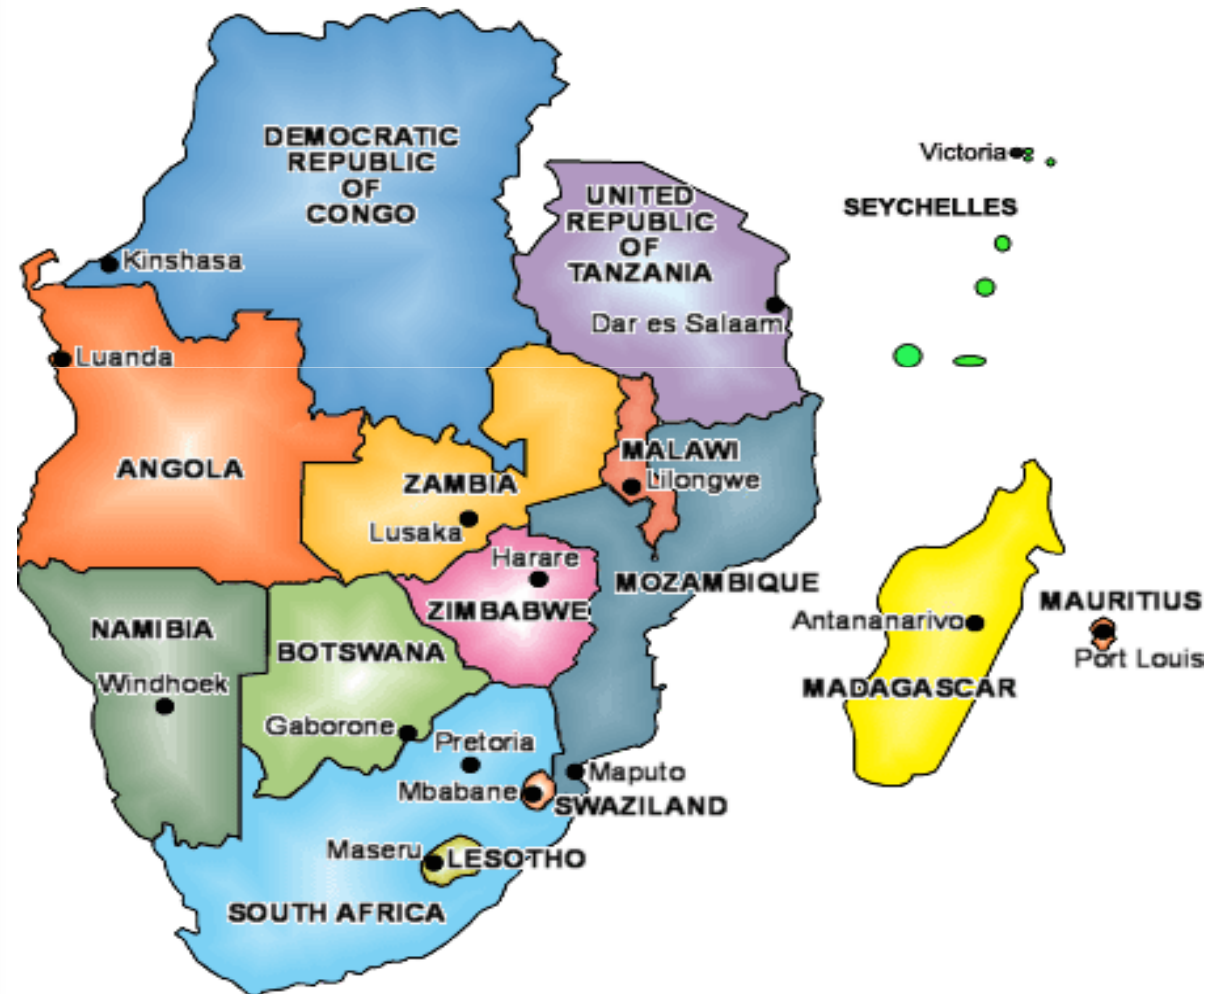 DEMOCRATIC
REPUBLIC
OF
CONGO
Kinshasa
UNITED
REPUBLIC
OF
TANZANIA
Dar es Salaam
Victoria
SEYCHELLES
Luanda
ANGOLA
ZAMBIA
Lusaka
MALAWI
Lilongwe
Harare
ZIMBABWE
MOZAMBIQUE
NAMIBIA
Windhoek
BOTSWANA
Gaborone
Antananarivo
MADAGASCAR
MAURITIUS
Port Louis
Pretoria
Mbabane
Maputo
SWAZILAND
Maseru
LESOTHO
SOUTH AFRICA